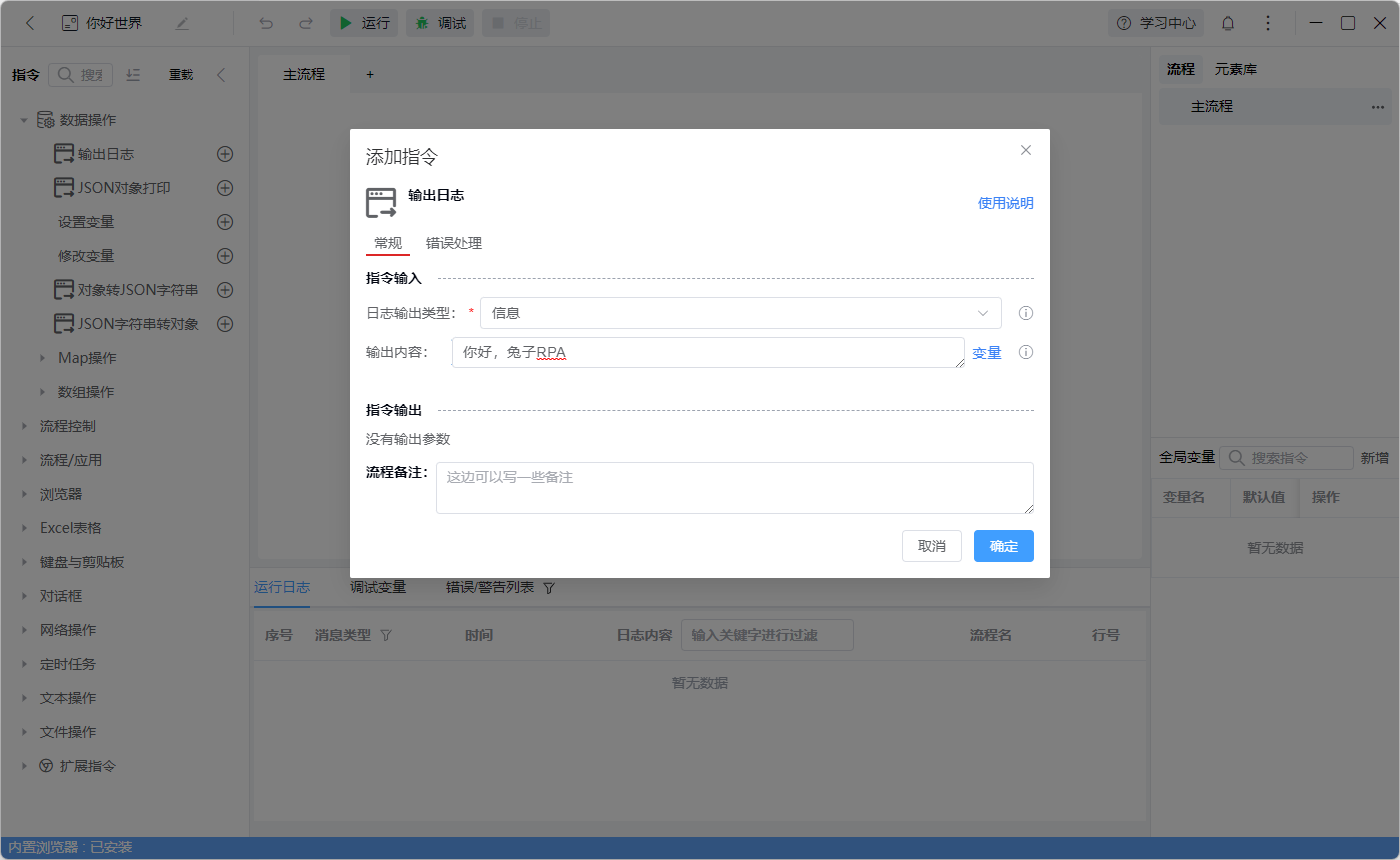 你好世界 运行 调试 停止 学习中心
指令 搜索 重载
数据操作
输出日志
JSON对象打印
设置变量
修改变量
对象转JSON字符串
JSON字符串转对象
Map操作
数组操作
流程控制
流程/应用
浏览器
Excel表格
键盘与剪贴板
对话框
网络操作
定时任务
文本操作
文件操作
扩展指令
主流程 +
添加指令
输出日志
使用说明
常规 错误处理
指令输入
日志输出类型: * 信息
输出内容: 你好，兔子RPA 变量
指令输出
没有输出参数
流程备注: 这边可以写一些备注
取消 确定
运行日志 调试变量 错误/警告列表
序号 消息类型 时间 日志内容 输入关键字进行过滤 流程名 行号
暂无数据
流程 元素库
主流程
全局变量 搜索指令 新增
变量名 默认值 操作
暂无数据
内置浏览器 : 已安装